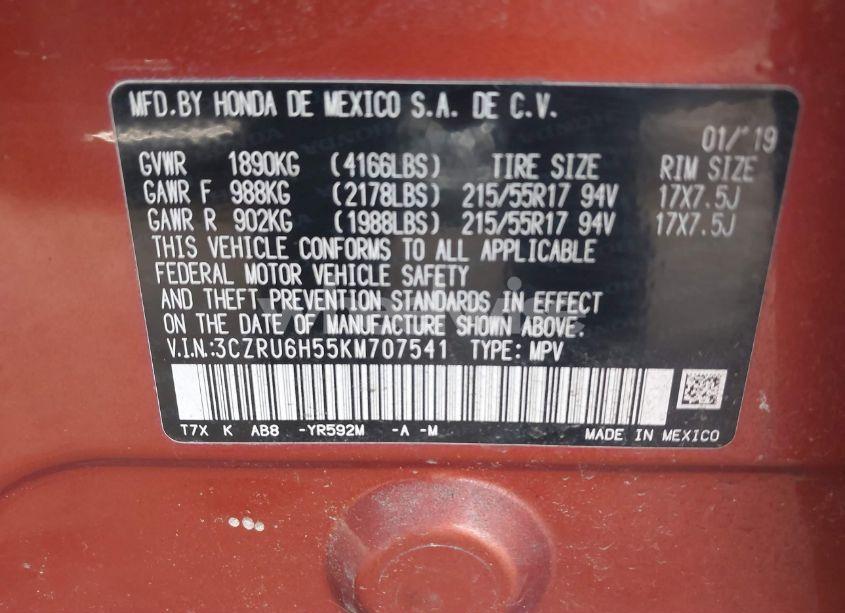 MFD.BY HONDA DE MEXICO S.A. DE C.V.
01/'19
GVWR 1890KG (4166LBS) TIRE SIZE RIM SIZE
GAWR F 988KG (2178LBS) 215/55R17 94V 17X7.5J
GAWR R 902KG (1988LBS) 215/55R17 94V 17X7.5J
THIS VEHICLE CONFORMS TO ALL APPLICABLE
FEDERAL MOTOR VEHICLE SAFETY
AND THEFT PREVENTION STANDARDS IN EFFECT
ON THE DATE OF MANUFACTURE SHOWN ABOVE.
V.I.N.:3CZRU6H55KM707541 TYPE: MPV
T7X K AB8 -YR592M -A -M
MADE IN MEXICO